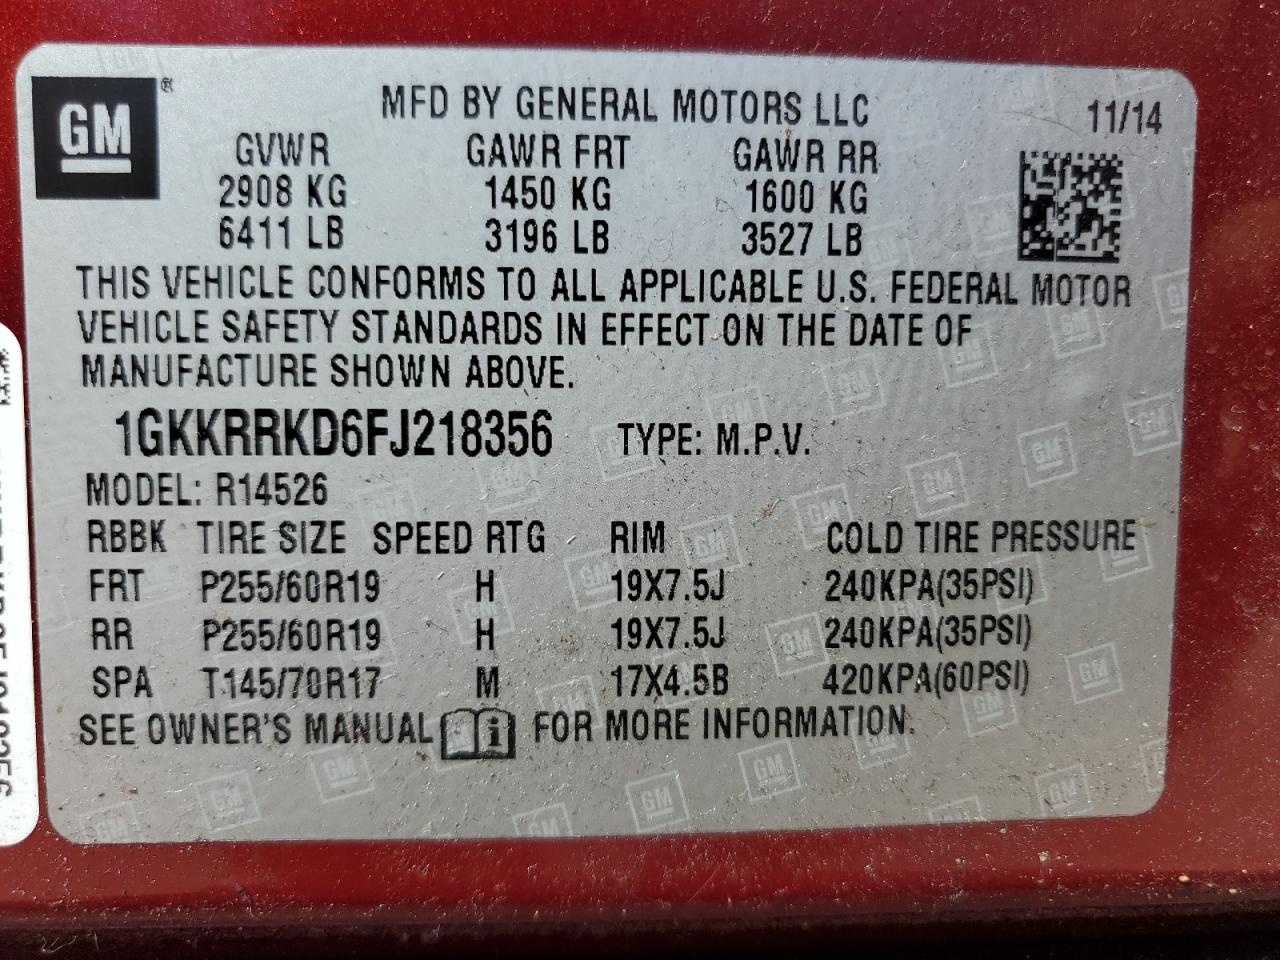 GM ®
MFD BY GENERAL MOTORS LLC 11/14
GVWR GAWR FRT GAWR RR
2908 KG 1450 KG 1600 KG
6411 LB 3196 LB 3527 LB
THIS VEHICLE CONFORMS TO ALL APPLICABLE U.S. FEDERAL MOTOR
VEHICLE SAFETY STANDARDS IN EFFECT ON THE DATE OF
MANUFACTURE SHOWN ABOVE.
1GKKRRKD6FJ218356 TYPE: M.P.V.
MODEL: R14526
RBBK TIRE SIZE SPEED RTG RIM COLD TIRE PRESSURE
FRT P255/60R19 H 19X7.5J 240KPA(35PSI)
RR P255/60R19 H 19X7.5J 240KPA(35PSI)
SPA T145/70R17 M 17X4.5B 420KPA(60PSI)
SEE OWNER'S MANUAL i FOR MORE INFORMATION.